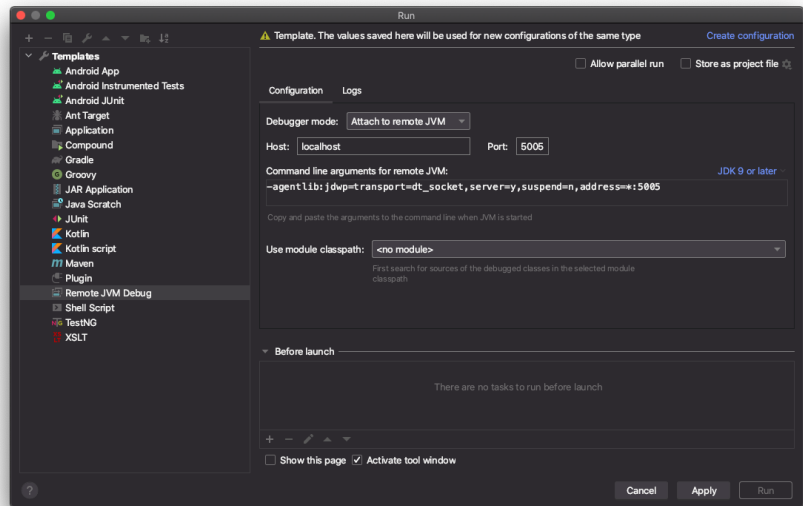 Run
Template. The values saved here will be used for new configurations of the same type
Create configuration
Templates
Android App
Android Instrumented Tests
Android JUnit
Ant Target
Application
Compound
Gradle
Groovy
JAR Application
Java Scratch
JUnit
Kotlin
Kotlin script
Maven
Plugin
Remote JVM Debug
Shell Script
TestNG
XSLT
Allow parallel run
Store as project file
Configuration Logs
Debugger mode: Attach to remote JVM
Host: localhost Port: 5005
Command line arguments for remote JVM: JDK 9 or later
-agentlib:jdwp=transport=dt_socket,server=y,suspend=n,address=*:5005
Copy and paste the arguments to the command line when JVM is started
Use module classpath: <no module>
First search for sources of the debugged classes in the selected module
classpath
Before launch
There are no tasks to run before launch
Show this page Activate tool window
? Cancel Apply Run